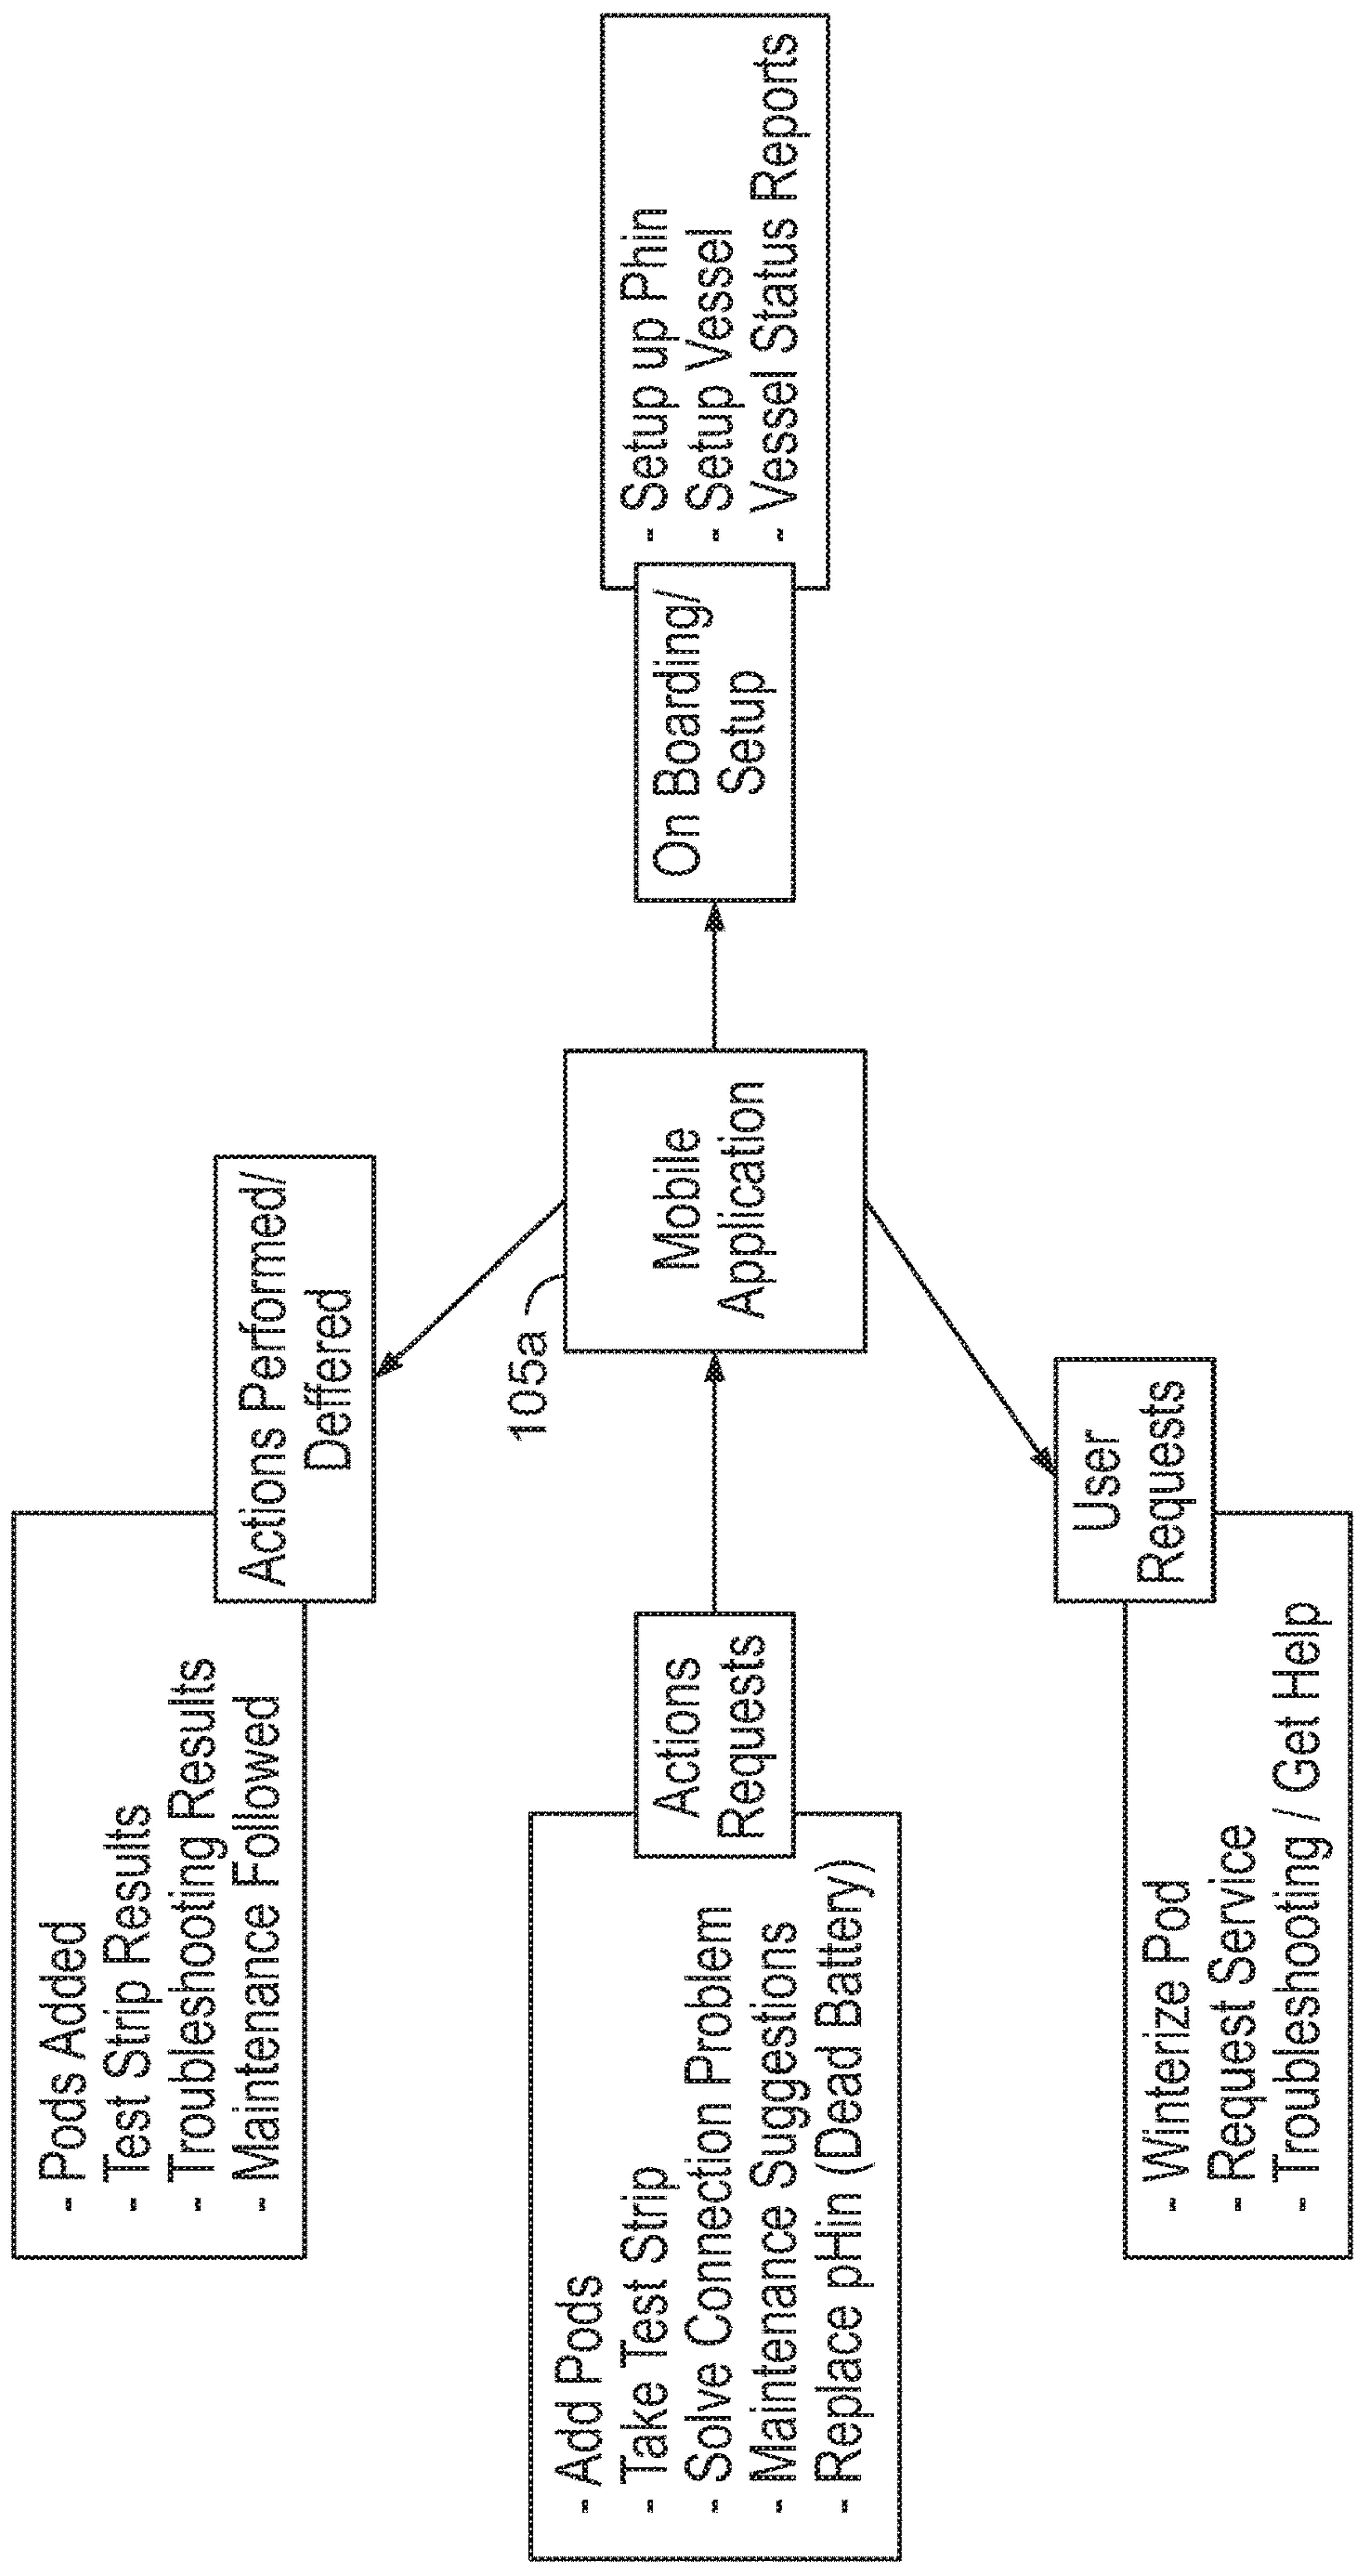 - Pods Added
- Test Strip Results
- Troubleshooting Results
- Maintenance Followed
Actions Performed/
Deffered
105a
Mobile
Application
- Add Pods
- Take Test Strip
- Solve Connection Problem
- Maintenance Suggestions
- Replace pHin (Dead Battery)
Actions
Requests
On Boarding/
Setup
- Setup up Phin
- Setup Vessel
- Vessel Status Reports
- Winterize Pod
- Request Service
- Troubleshooting / Get Help
User
Requests